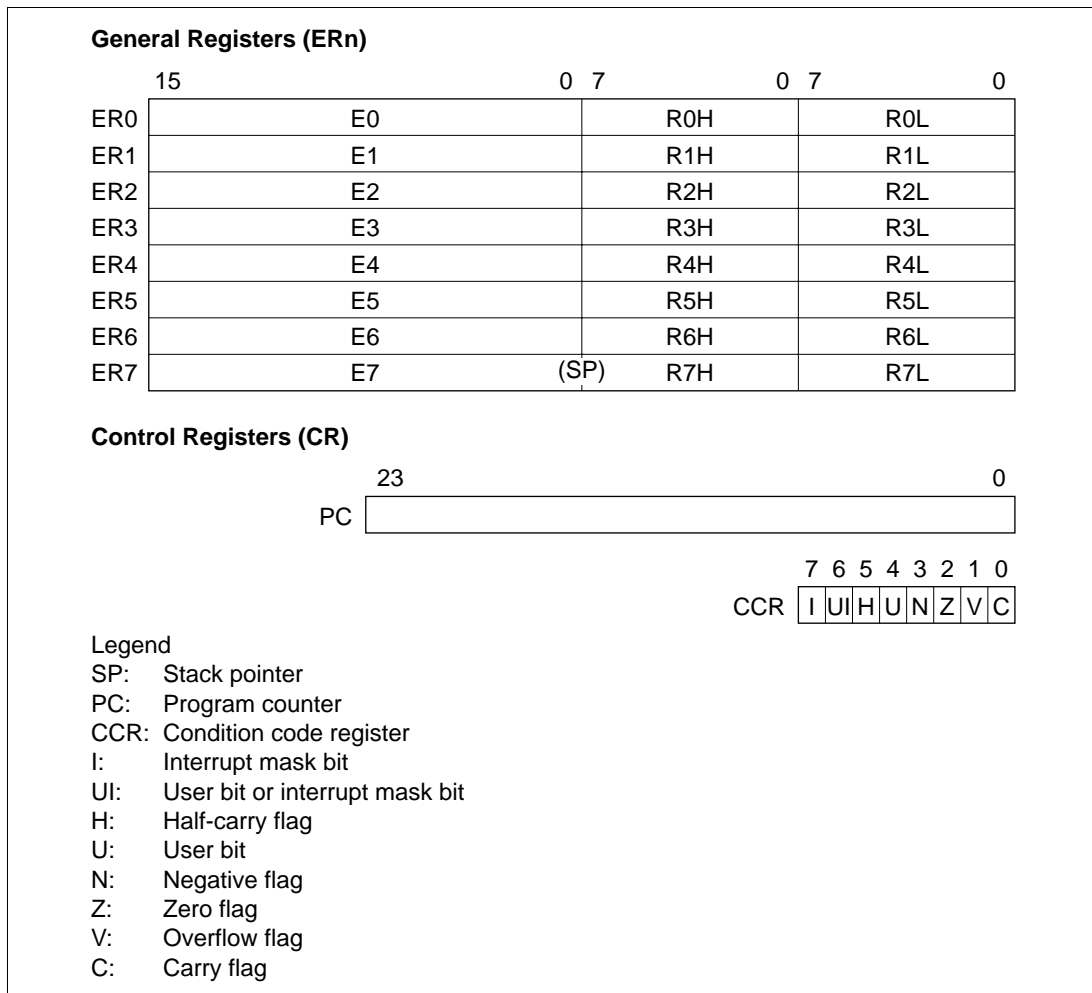 General Registers (ERn)
15 0 7 0 7 0
ER0 E0 R0H R0L
ER1 E1 R1H R1L
ER2 E2 R2H R2L
ER3 E3 R3H R3L
ER4 E4 R4H R4L
ER5 E5 R5H R5L
ER6 E6 R6H R6L
ER7 E7 (SP) R7H R7L
Control Registers (CR)
23 0
PC
7 6 5 4 3 2 1 0
CCR I UI H U N Z V C
Legend
SP: Stack pointer
PC: Program counter
CCR: Condition code register
I: Interrupt mask bit
UI: User bit or interrupt mask bit
H: Half-carry flag
U: User bit
N: Negative flag
Z: Zero flag
V: Overflow flag
C: Carry flag